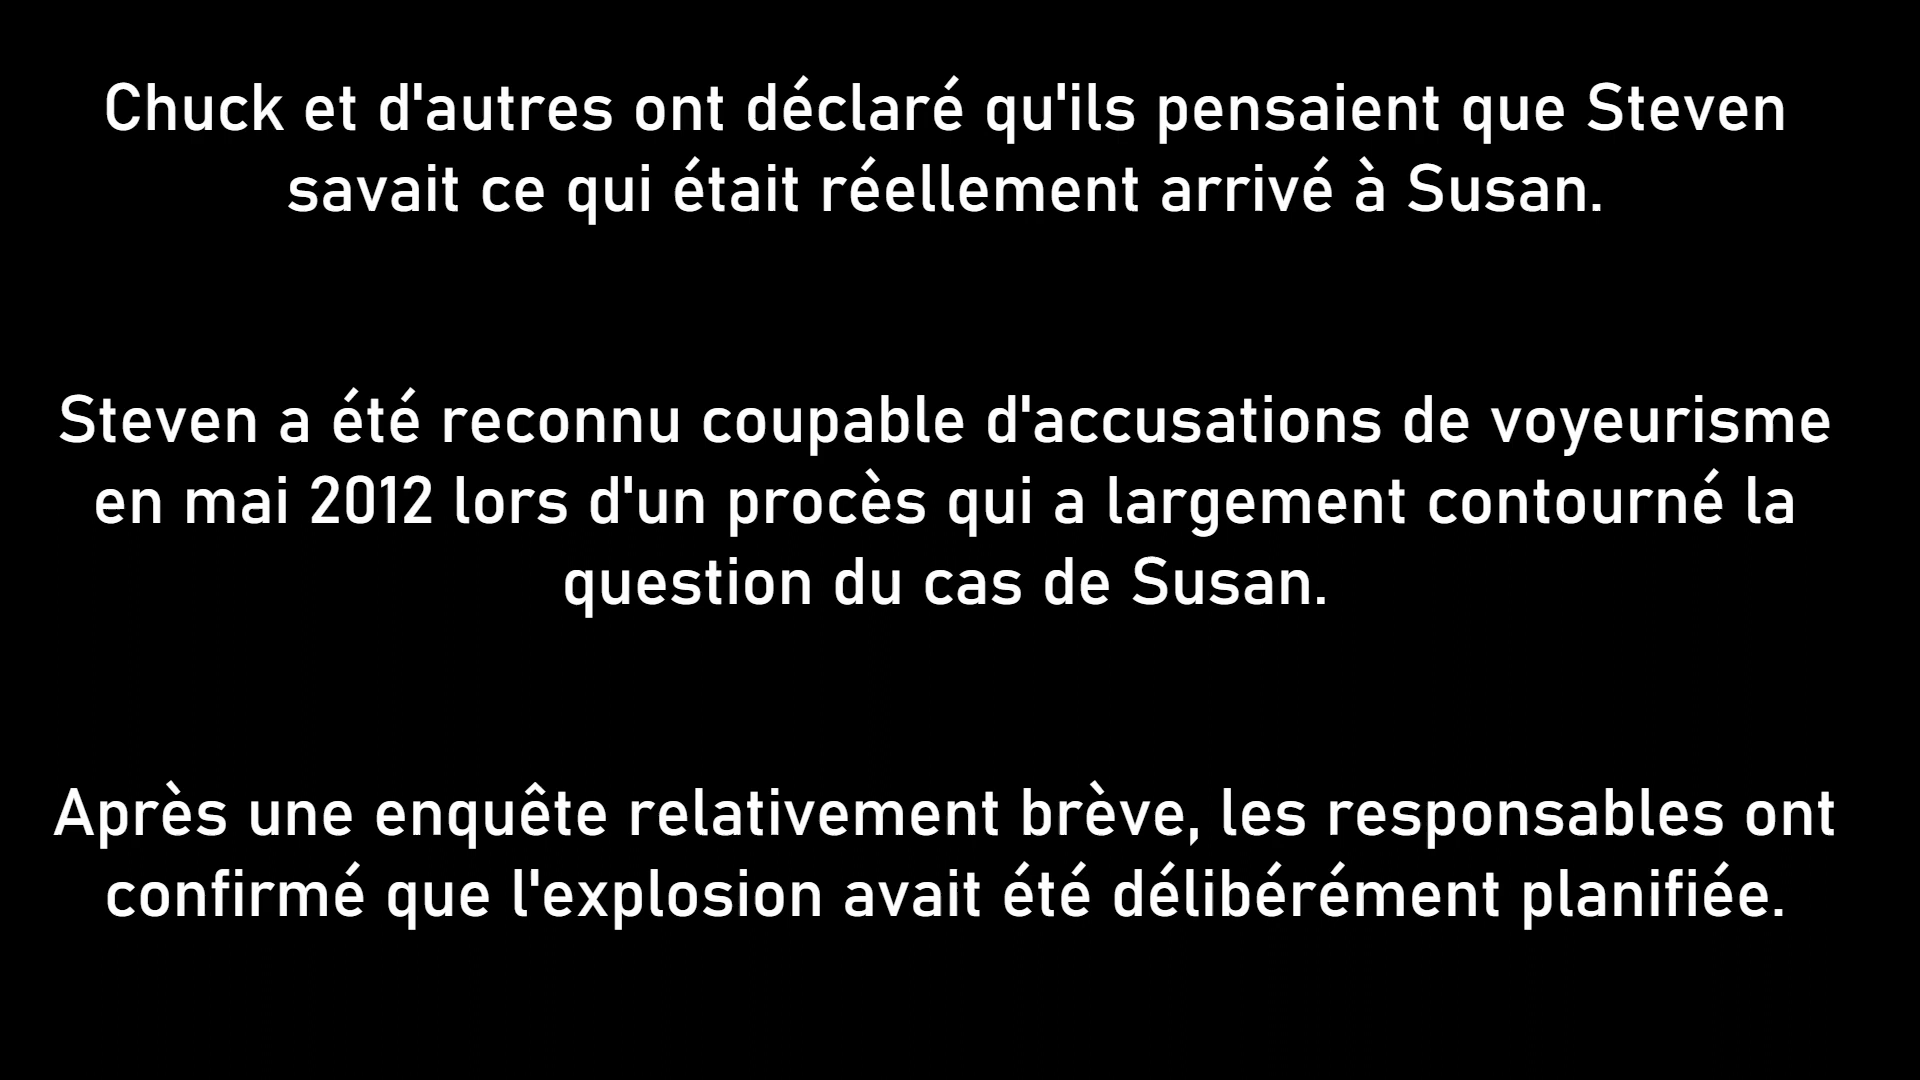 Chuck et d'autres ont déclaré qu'ils pensaient que Steven
savait ce qui était réellement arrivé à Susan.
Steven a été reconnu coupable d'accusations de voyeurisme
en mai 2012 lors d'un procès qui a largement contourné la
question du cas de Susan.
Après une enquête relativement brève, les responsables ont
confirmé que l'explosion avait été délibérément planifiée.